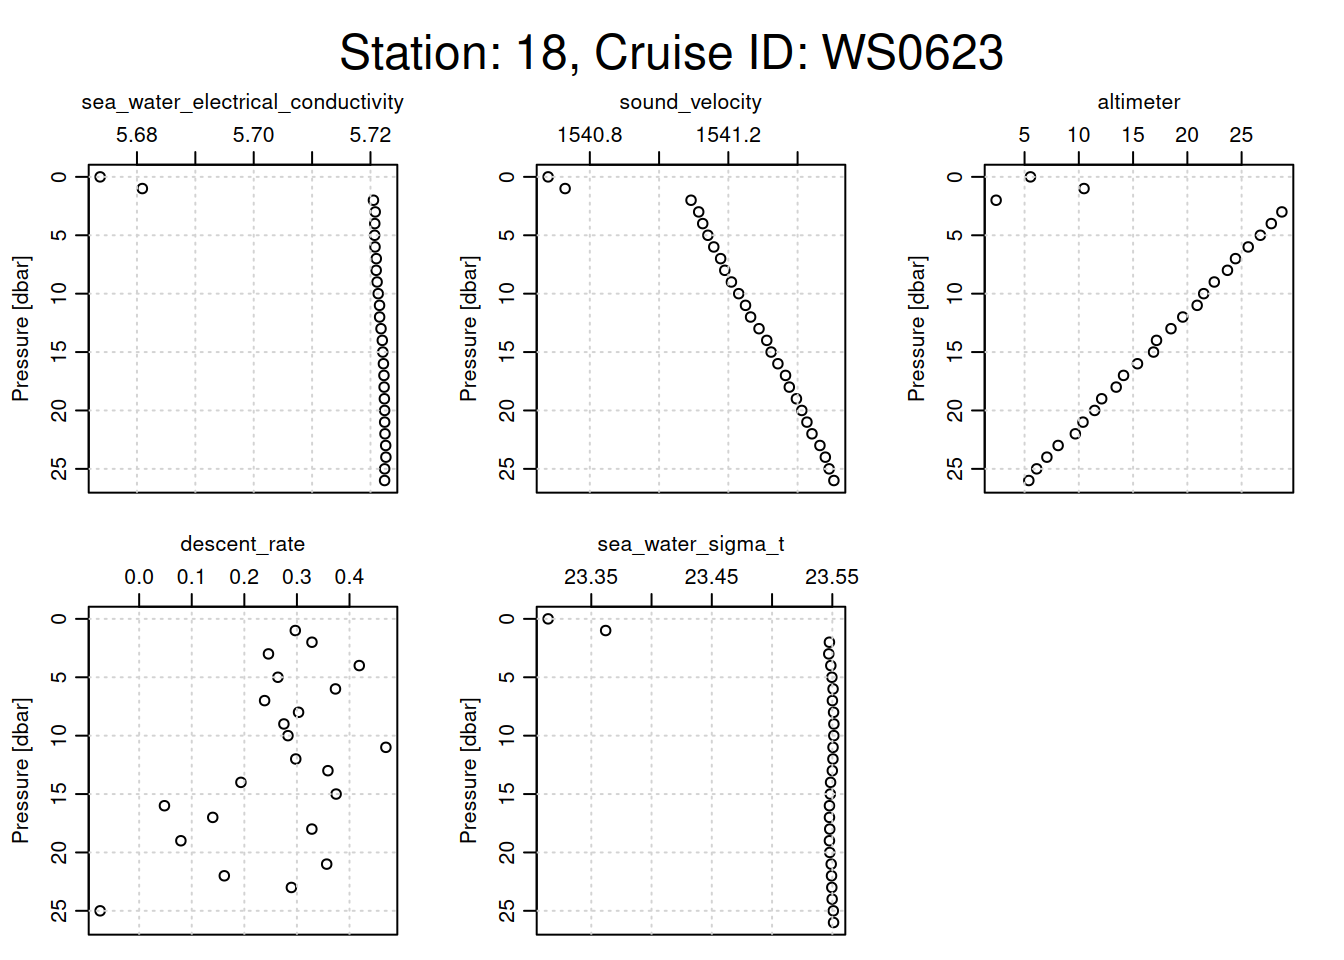 Station: 18, Cruise ID: WS0623
sea_water_electrical_conductivity
5.68 5.70 5.72
0 5 10 15 20 25
Pressure [dbar]
sound_velocity
1540.8 1541.2
0 5 10 15 20 25
Pressure [dbar]
altimeter
5 10 15 20 25
0 5 10 15 20 25
Pressure [dbar]
descent_rate
0.0 0.1 0.2 0.3 0.4
0 5 10 15 20 25
Pressure [dbar]
sea_water_sigma_t
23.35 23.45 23.55
0 5 10 15 20 25
Pressure [dbar]